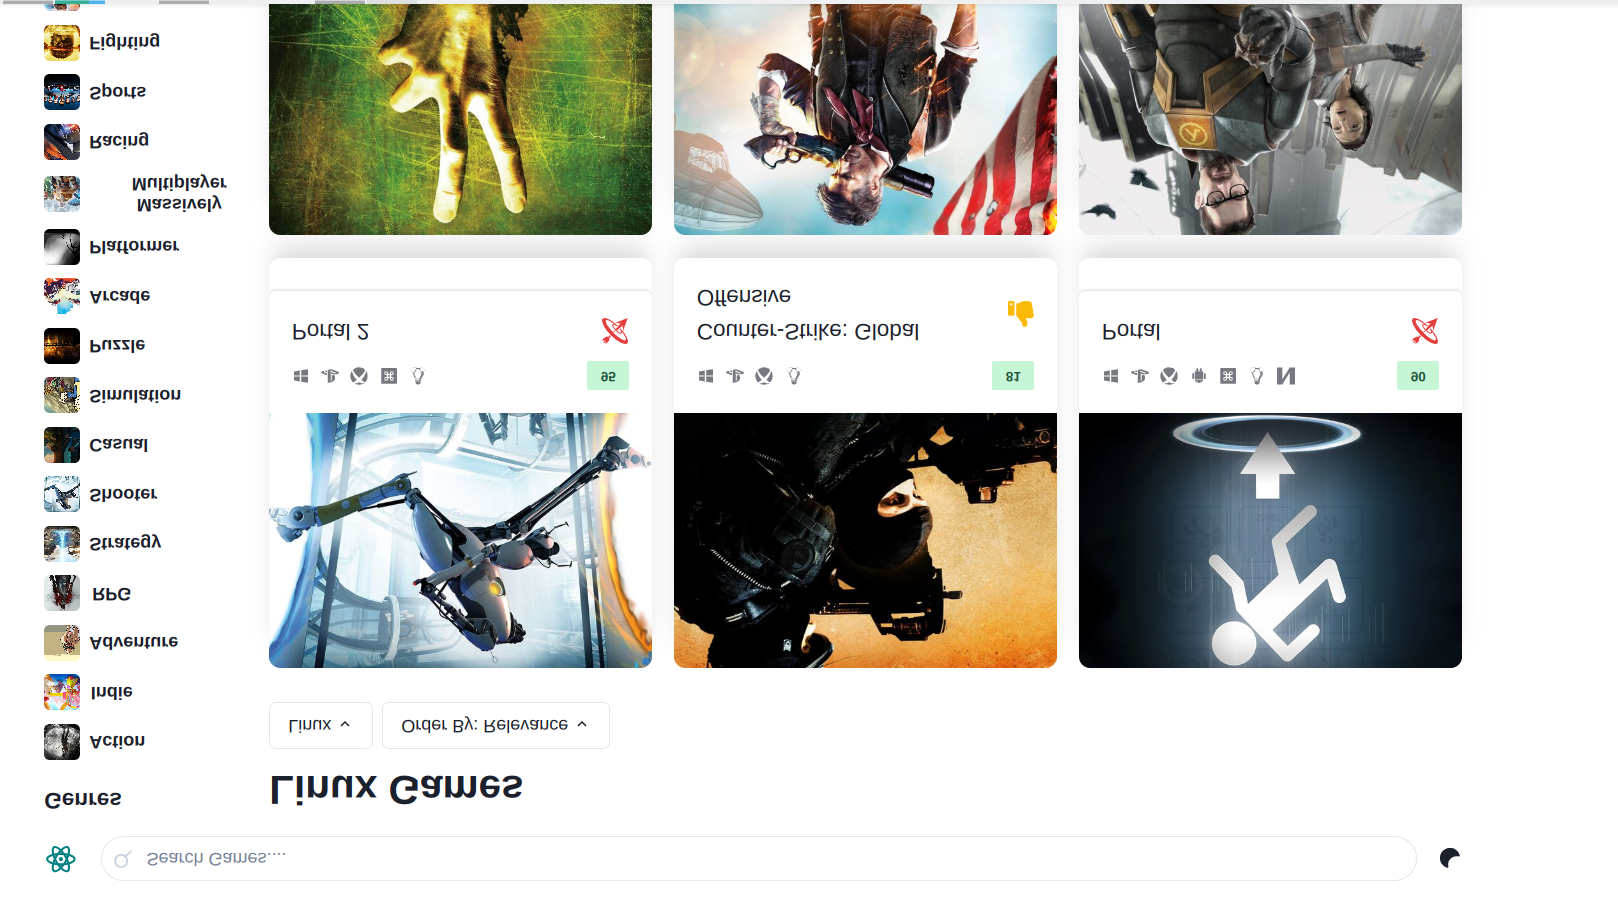 Search Games....
Genres
Action
Indie
Adventure
RPG
Strategy
Shooter
Casual
Simulation
Puzzle
Arcade
Platformer
Massively
Multiplayer
Racing
Sports
Fighting
Linux Games
Linux
Order By: Relevance
95
Portal 2
81
Counter-Strike: Global
Offensive
90
Portal